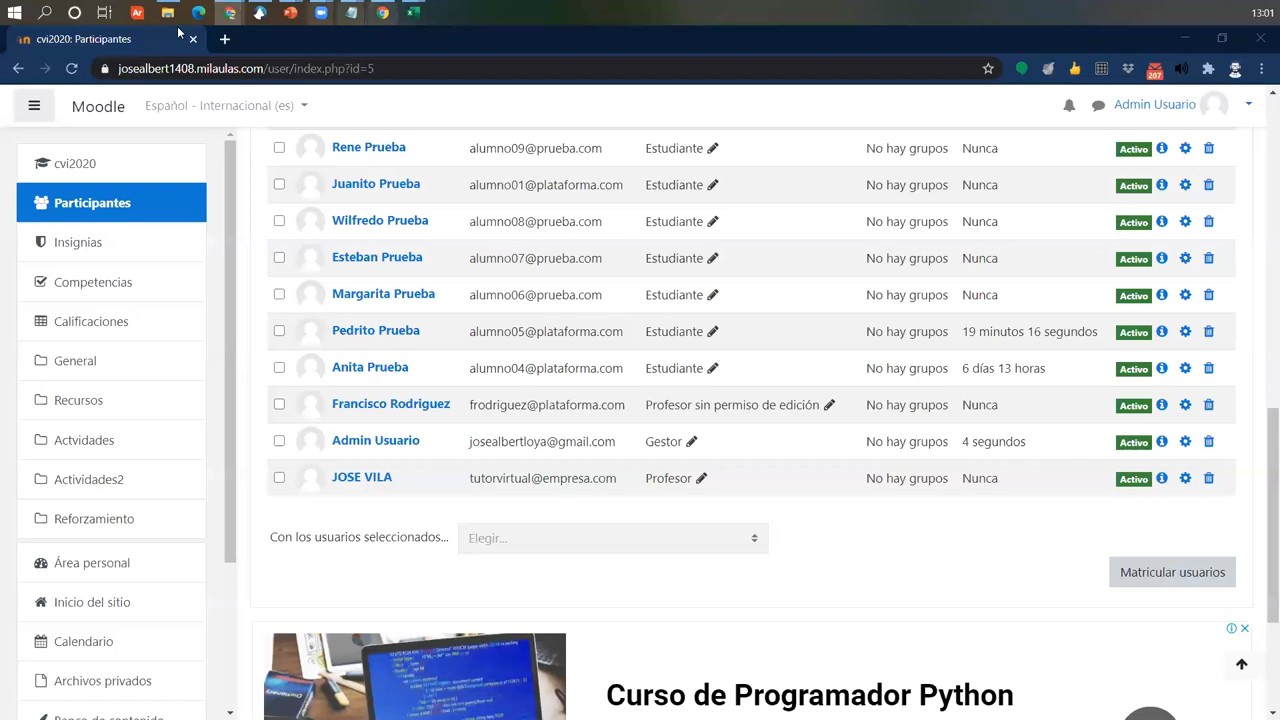 13:01
cvi2020: Participantes
josealbert1408.milaulas.com/user/index.php?id=5
207
Moodle Español - Internacional (es) Admin Usuario
cvi2020
Participantes
Insignias
Competencias
Calificaciones
General
Recursos
Actvidades
Actividades2
Reforzamiento
Área personal
Inicio del sitio
Calendario
Archivos privados
Banco de contenido
Rene Prueba alumno09@prueba.com Estudiante No hay grupos Nunca Activo
Juanito Prueba alumno01@plataforma.com Estudiante No hay grupos Nunca Activo
Wilfredo Prueba alumno08@prueba.com Estudiante No hay grupos Nunca Activo
Esteban Prueba alumno07@prueba.com Estudiante No hay grupos Nunca Activo
Margarita Prueba alumno06@prueba.com Estudiante No hay grupos Nunca Activo
Pedrito Prueba alumno05@plataforma.com Estudiante No hay grupos 19 minutos 16 segundos Activo
Anita Prueba alumno04@plataforma.com Estudiante No hay grupos 6 días 13 horas Activo
Francisco Rodriguez frodriguez@plataforma.com Profesor sin permiso de edición No hay grupos Nunca Activo
Admin Usuario josealbertloya@gmail.com Gestor No hay grupos 4 segundos Activo
JOSE VILA tutorvirtual@empresa.com Profesor No hay grupos Nunca Activo
Con los usuarios seleccionados... Elegir...
Matricular usuarios
Curso de Programador Python